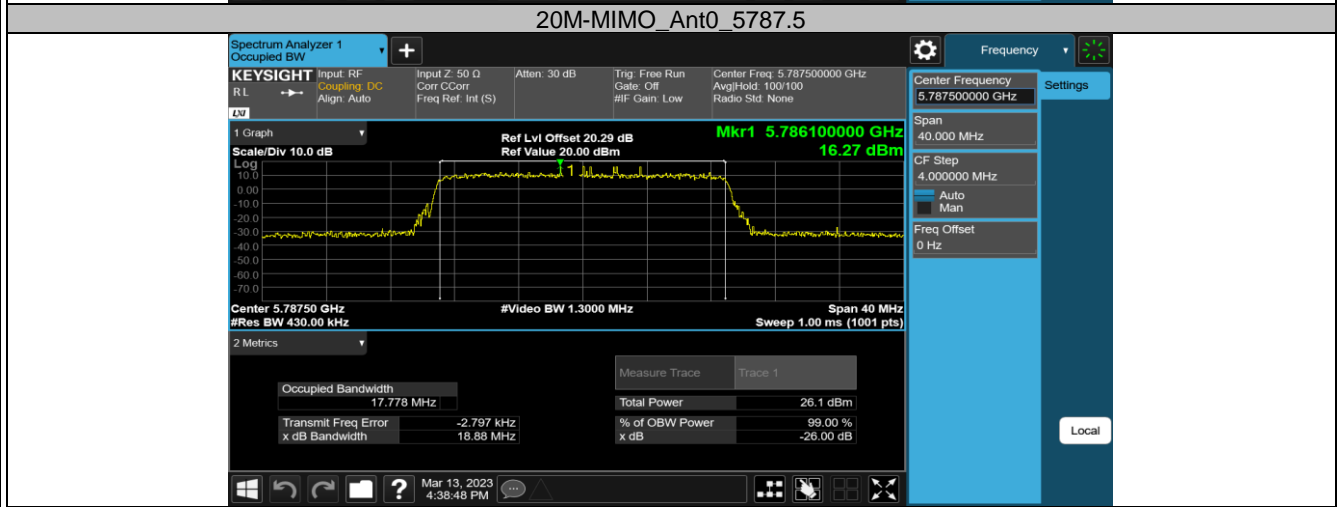 20M-MIMO_Ant0_5787.5
Spectrum Analyzer 1
Occupied BW
+
Frequency
KEYSIGHT
RL
LXI
Input: RF
Coupling: DC
Align: Auto
Input Z: 50 Ω
Corr CCorr
Freq Ref: Int (S)
Atten: 30 dB
Trig: Free Run
Gate: Off
#IF Gain: Low
Center Freq: 5.787500000 GHz
Avg|Hold: 100/100
Radio Std: None
Center Frequency
5.787500000 GHz
Settings
Span
40.000 MHz
CF Step
4.000000 MHz
Auto
Man
Freq Offset
0 Hz
1 Graph
Scale/Div 10.0 dB
Ref Lvl Offset 20.29 dB
Ref Value 20.00 dBm
Mkr1 5.786100000 GHz
16.27 dBm
Log
10.0
0.00
-10.0
-20.0
-30.0
-40.0
-50.0
-60.0
-70.0
1
Center 5.78750 GHz
#Video BW 1.3000 MHz
Span 40 MHz
#Res BW 430.00 kHz
Sweep 1.00 ms (1001 pts)
2 Metrics
Measure Trace Trace 1
Occupied Bandwidth
17.778 MHz
Total Power 26.1 dBm
Transmit Freq Error -2.797 kHz
% of OBW Power 99.00 %
x dB Bandwidth 18.88 MHz
x dB -26.00 dB
Local
?
Mar 13, 2023
4:38:48 PM